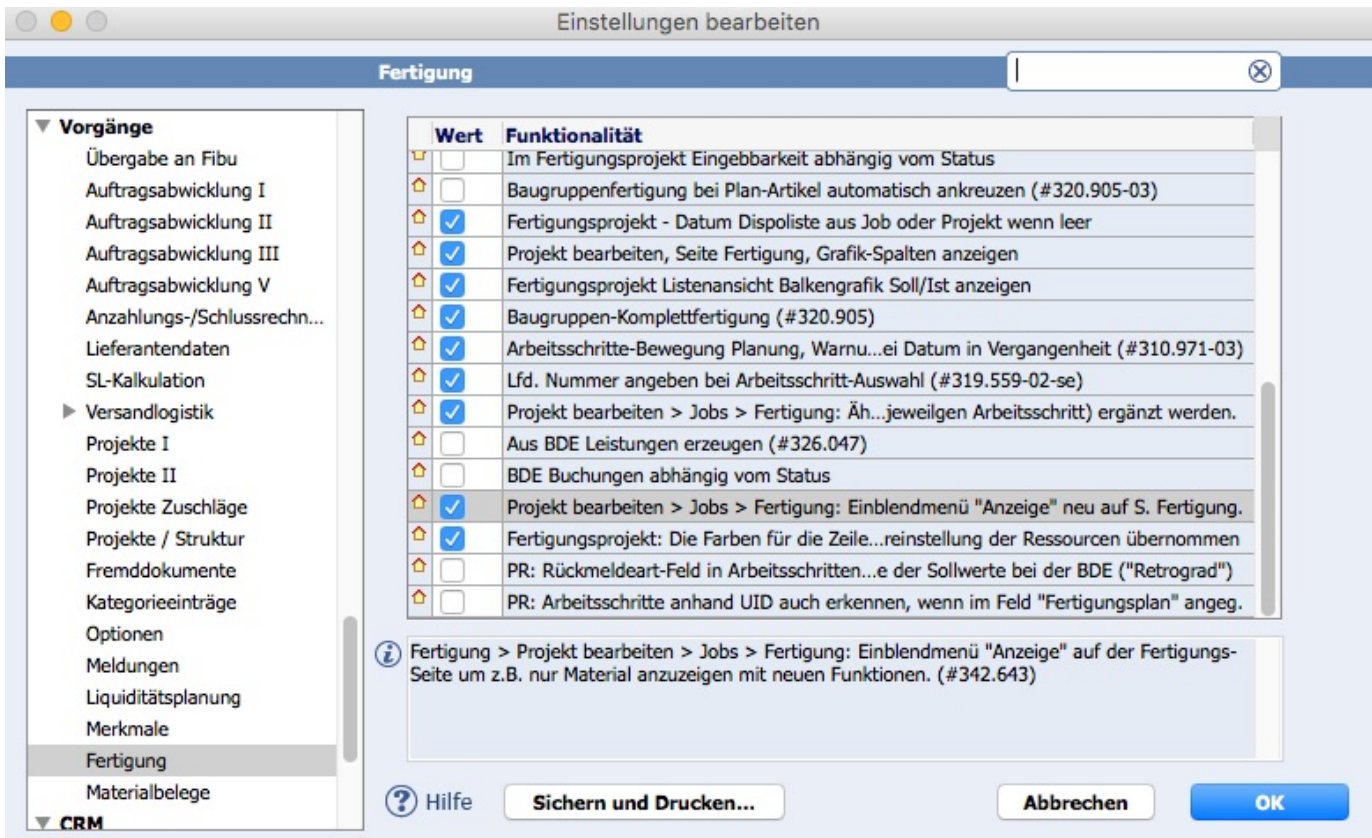 Einstellungen bearbeiten
Fertigung
Vorgänge
Übergabe an Fibu
Auftragsabwicklung I
Auftragsabwicklung II
Auftragsabwicklung III
Auftragsabwicklung V
Anzahlungs-/Schlussrechn...
Lieferantendaten
SL-Kalkulation
Versandlogistik
Projekte I
Projekte II
Projekte Zuschläge
Projekte / Struktur
Fremddokumente
Kategorieeinträge
Optionen
Meldungen
Liquiditätsplanung
Merkmale
Fertigung
Materialbelege
CRM
Wert Funktionalität
Im Fertigungsprojekt Eingebbarkeit abhängig vom Status
Baugruppenfertigung bei Plan-Artikel automatisch ankreuzen (#320.905-03)
Fertigungsprojekt - Datum Dispoliste aus Job oder Projekt wenn leer
Projekt bearbeiten, Seite Fertigung, Grafik-Spalten anzeigen
Fertigungsprojekt Listenansicht Balkengrafik Soll/Ist anzeigen
Baugruppen-Komplettfertigung (#320.905)
Arbeitsschritte-Bewegung Planung, Warnu...ei Datum in Vergangenheit (#310.971-03)
Lfd. Nummer angeben bei Arbeitsschritt-Auswahl (#319.559-02-se)
Projekt bearbeiten > Jobs > Fertigung: Äh...jeweilgen Arbeitsschritt) ergänzt werden.
Aus BDE Leistungen erzeugen (#326.047)
BDE Buchungen abhängig vom Status
Projekt bearbeiten > Jobs > Fertigung: Einblendmenü "Anzeige" neu auf S. Fertigung.
Fertigungsprojekt: Die Farben für die Zeile...reinstellung der Ressourcen übernommen
PR: Rückmeldeart-Feld in Arbeitsschritten...e der Sollwerte bei der BDE ("Retrograd")
PR: Arbeitsschritte anhand UID auch erkennen, wenn im Feld "Fertigungsplan" angeg.
Fertigung > Projekt bearbeiten > Jobs > Fertigung: Einblendmenü "Anzeige" auf der Fertigungs-
Seite um z.B. nur Material anzuzeigen mit neuen Funktionen. (#342.643)
Hilfe
Sichern und Drucken...
Abbrechen
OK